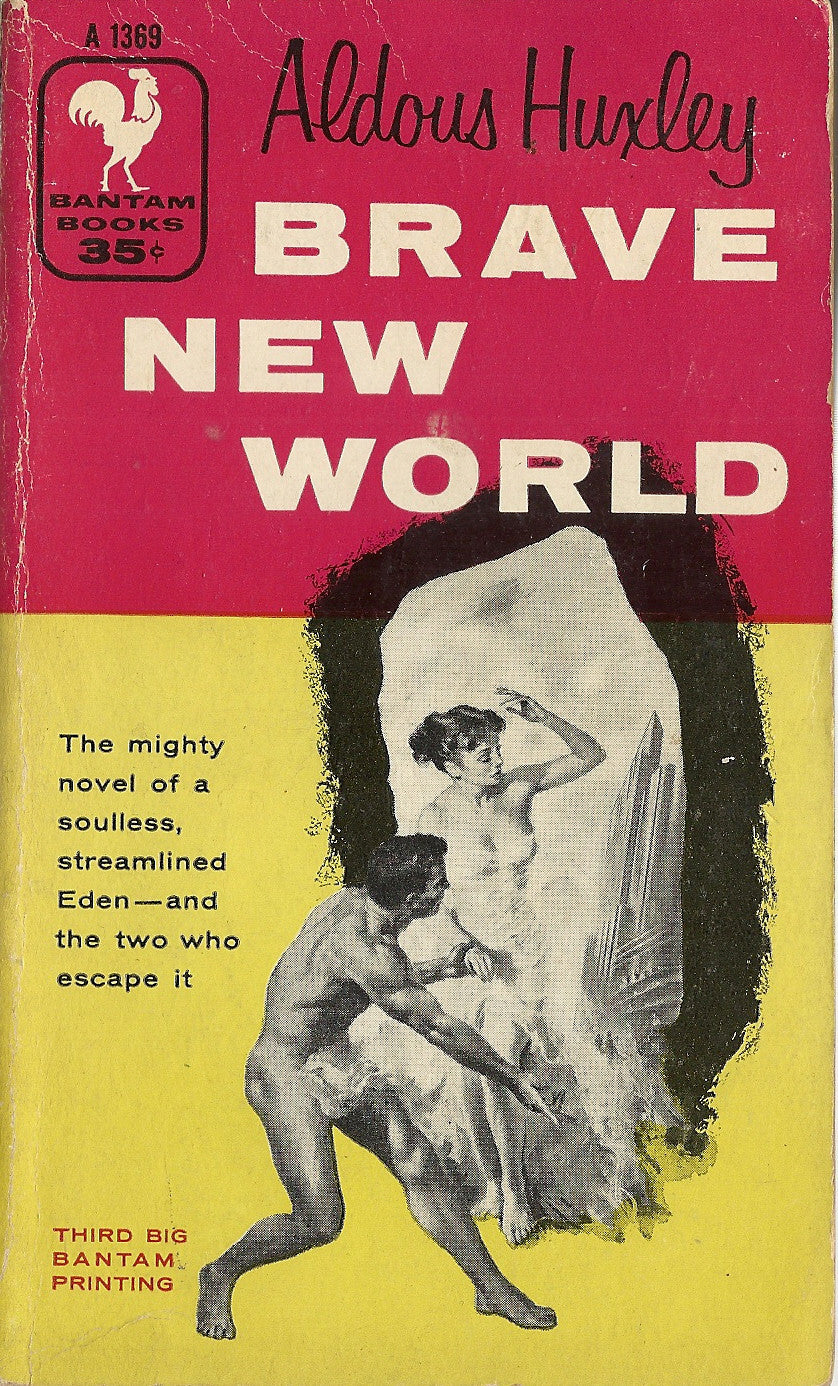 A 1369
BANTAM
BOOKS
35¢
Aldous Huxley
BRAVE
NEW
WORLD
The mighty
novel of a
soulless,
streamlined
Eden—and
the two who
escape it
THIRD BIG
BANTAM
PRINTING